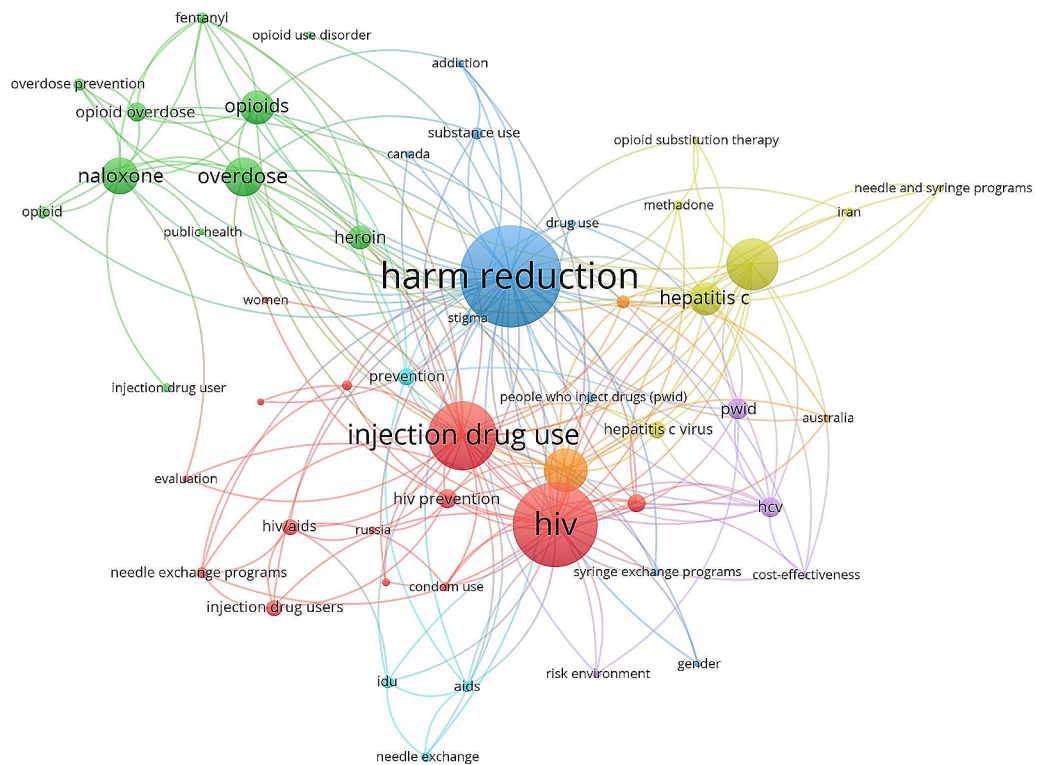 fentanyl
opioid use disorder
addiction
overdose prevention
opioids
opioid overdose
substance use
opioid substitution therapy
canada
naloxone
overdose
needle and syringe programs
methadone
opioid
iran
drug use
public health
heroin
harm reduction
women
hepatitis c
stigma
prevention
injection drug user
people who inject drugs (pwid)
pwid
australia
injection drug use
hepatitis c virus
evaluation
hiv prevention
hcv
hiv
hiv/aids
russia
needle exchange programs
syringe exchange programs
cost-effectiveness
condom use
injection drug users
gender
risk environment
idu
aids
needle exchange